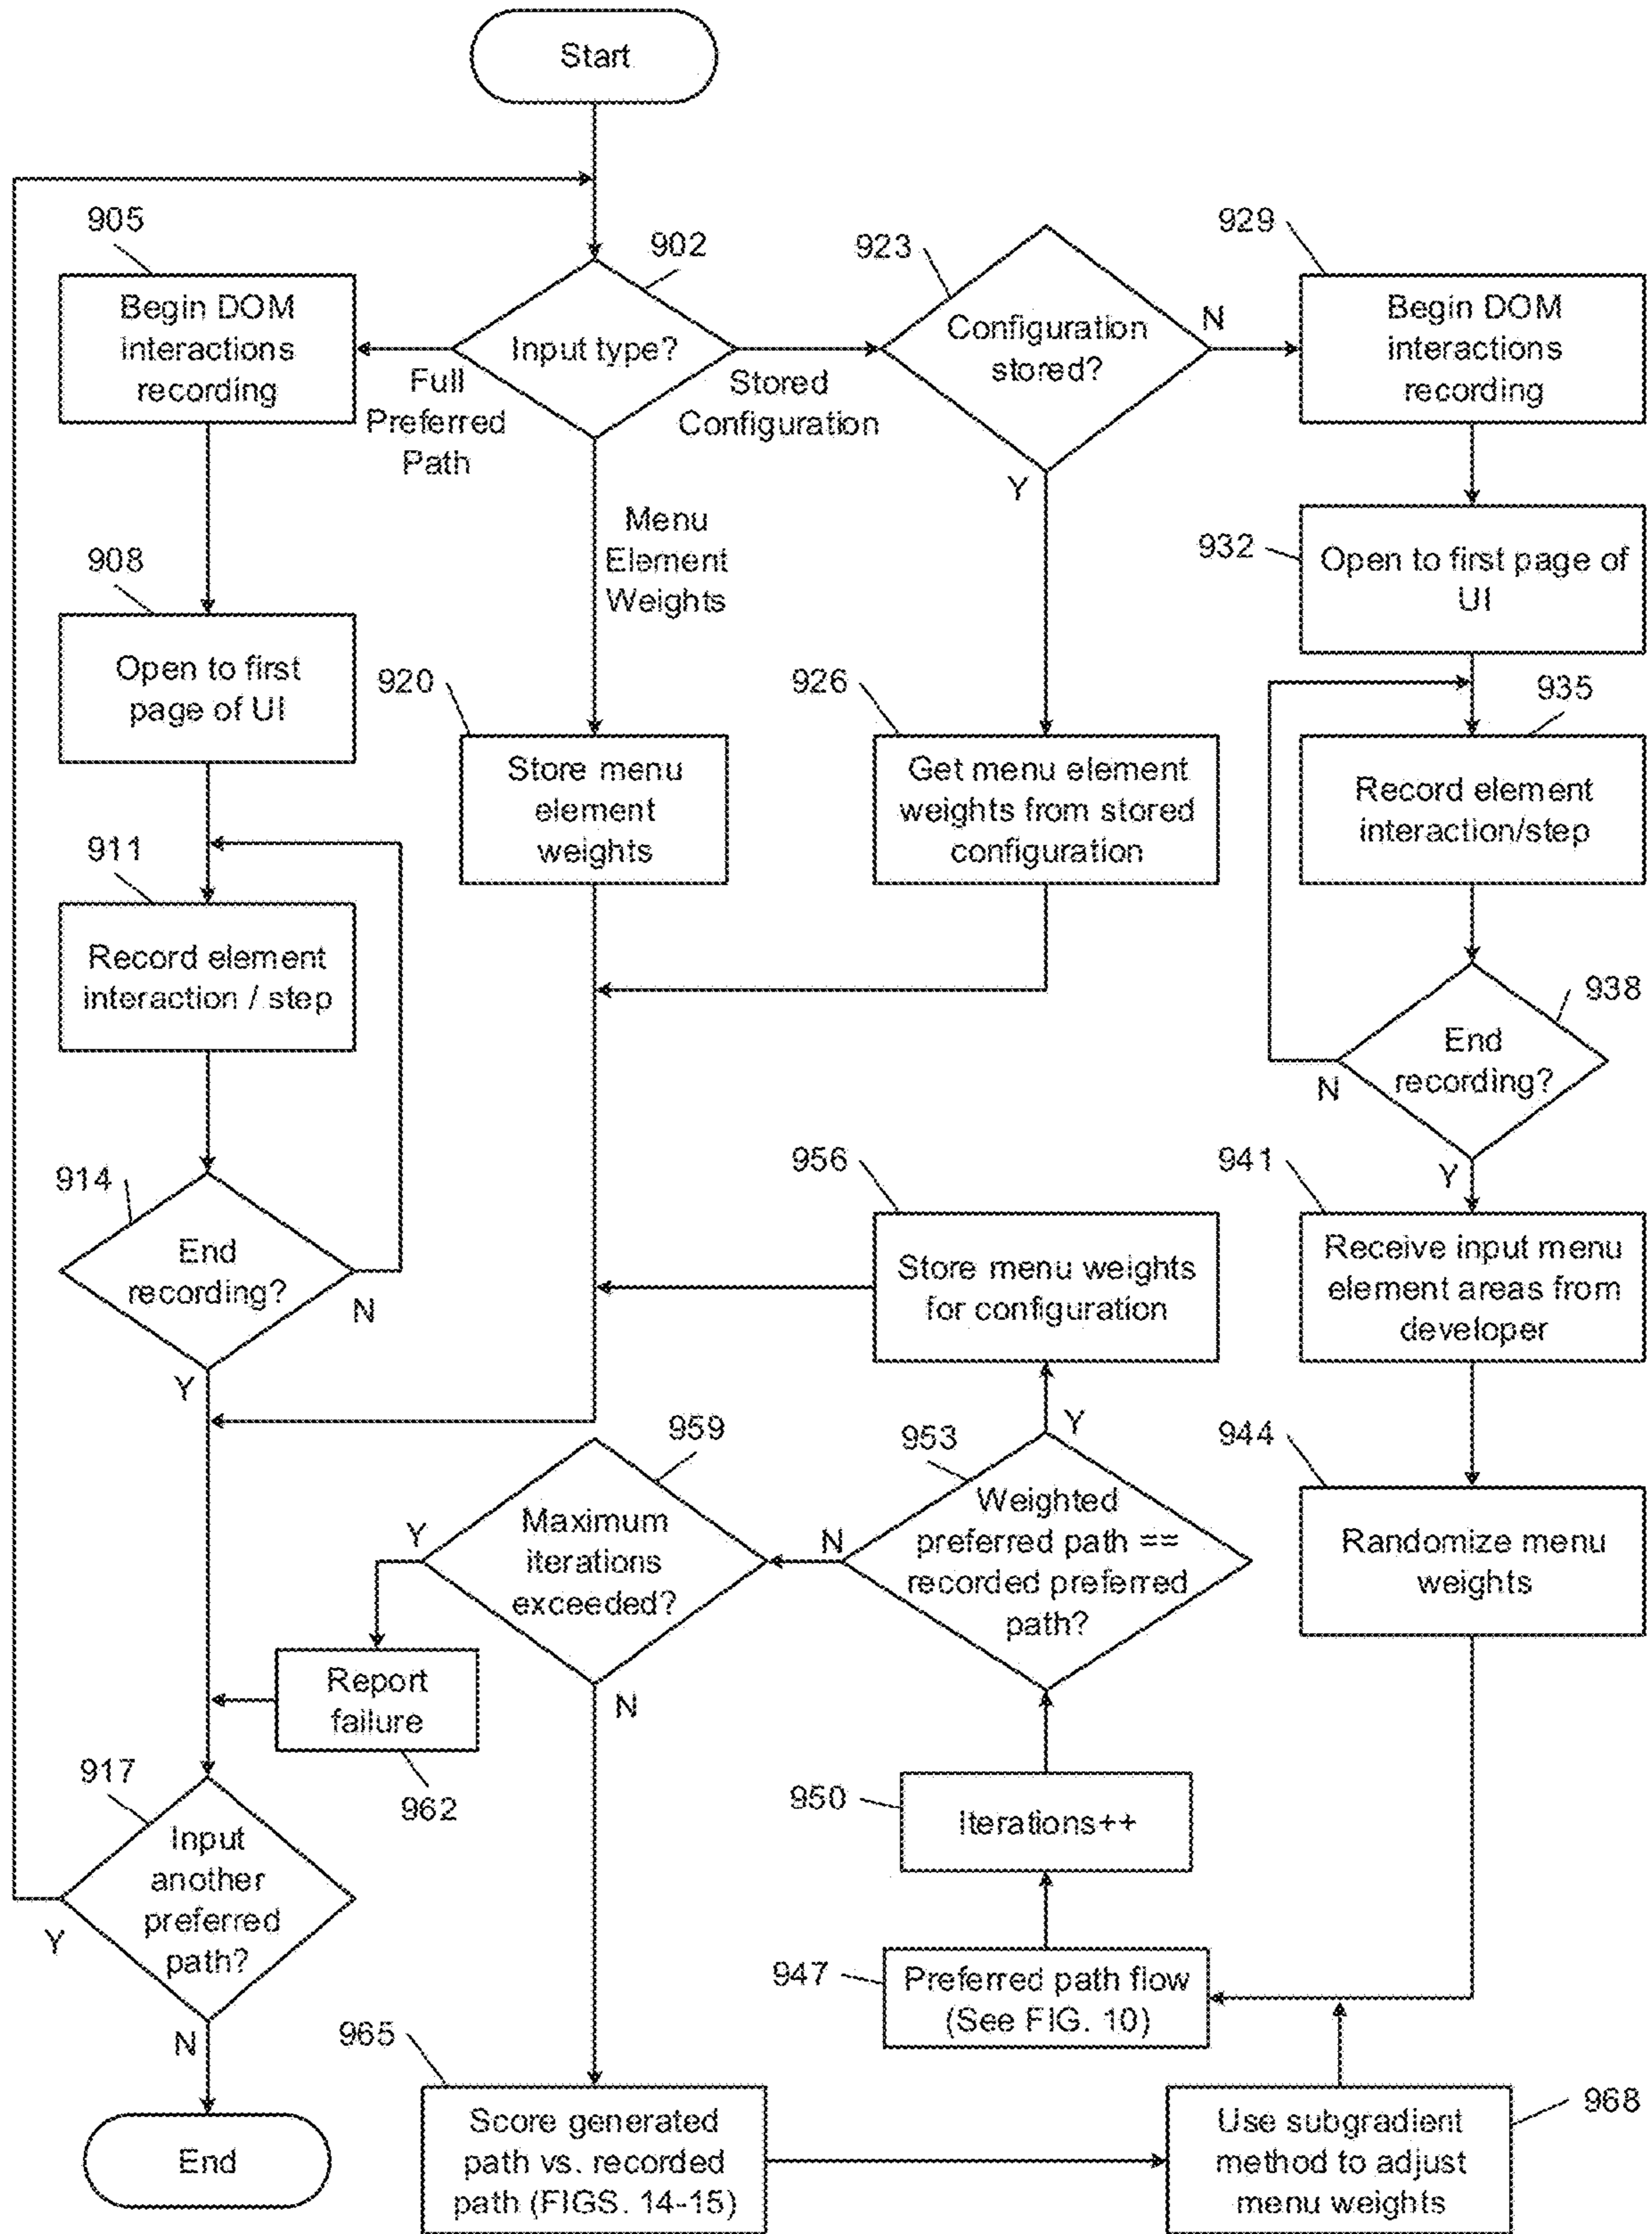 Start
905
902
923
929
Begin DOM
interactions
recording
Input type?
Configuration
stored?
N
Begin DOM
interactions
recording
Full
Preferred
Path
Stored
Configuration
Y
Menu
Element
Weights
908
932
Open to first page of
UI
Open to first
page of UI
920
926
935
Store menu
element
weights
Get menu element
weights from stored
configuration
Record element
interaction/step
911
Record element
interaction / step
938
End
recording?
N
Y
914
End
recording?
N
Y
956
Store menu weights
for configuration
941
Receive input menu
element areas from
developer
959
953
Y
944
Maximum
iterations
exceeded?
Y
N
Weighted
preferred path ==
recorded preferred
path?
N
Randomize menu
weights
Report
failure
962
917
Input
another
preferred
path?
Y
N
950
Iterations++
947
Preferred path flow
(See FIG. 10)
965
Score generated
path vs. recorded
path (FIGS. 14-15)
968
Use subgradient
method to adjust
menu weights
End